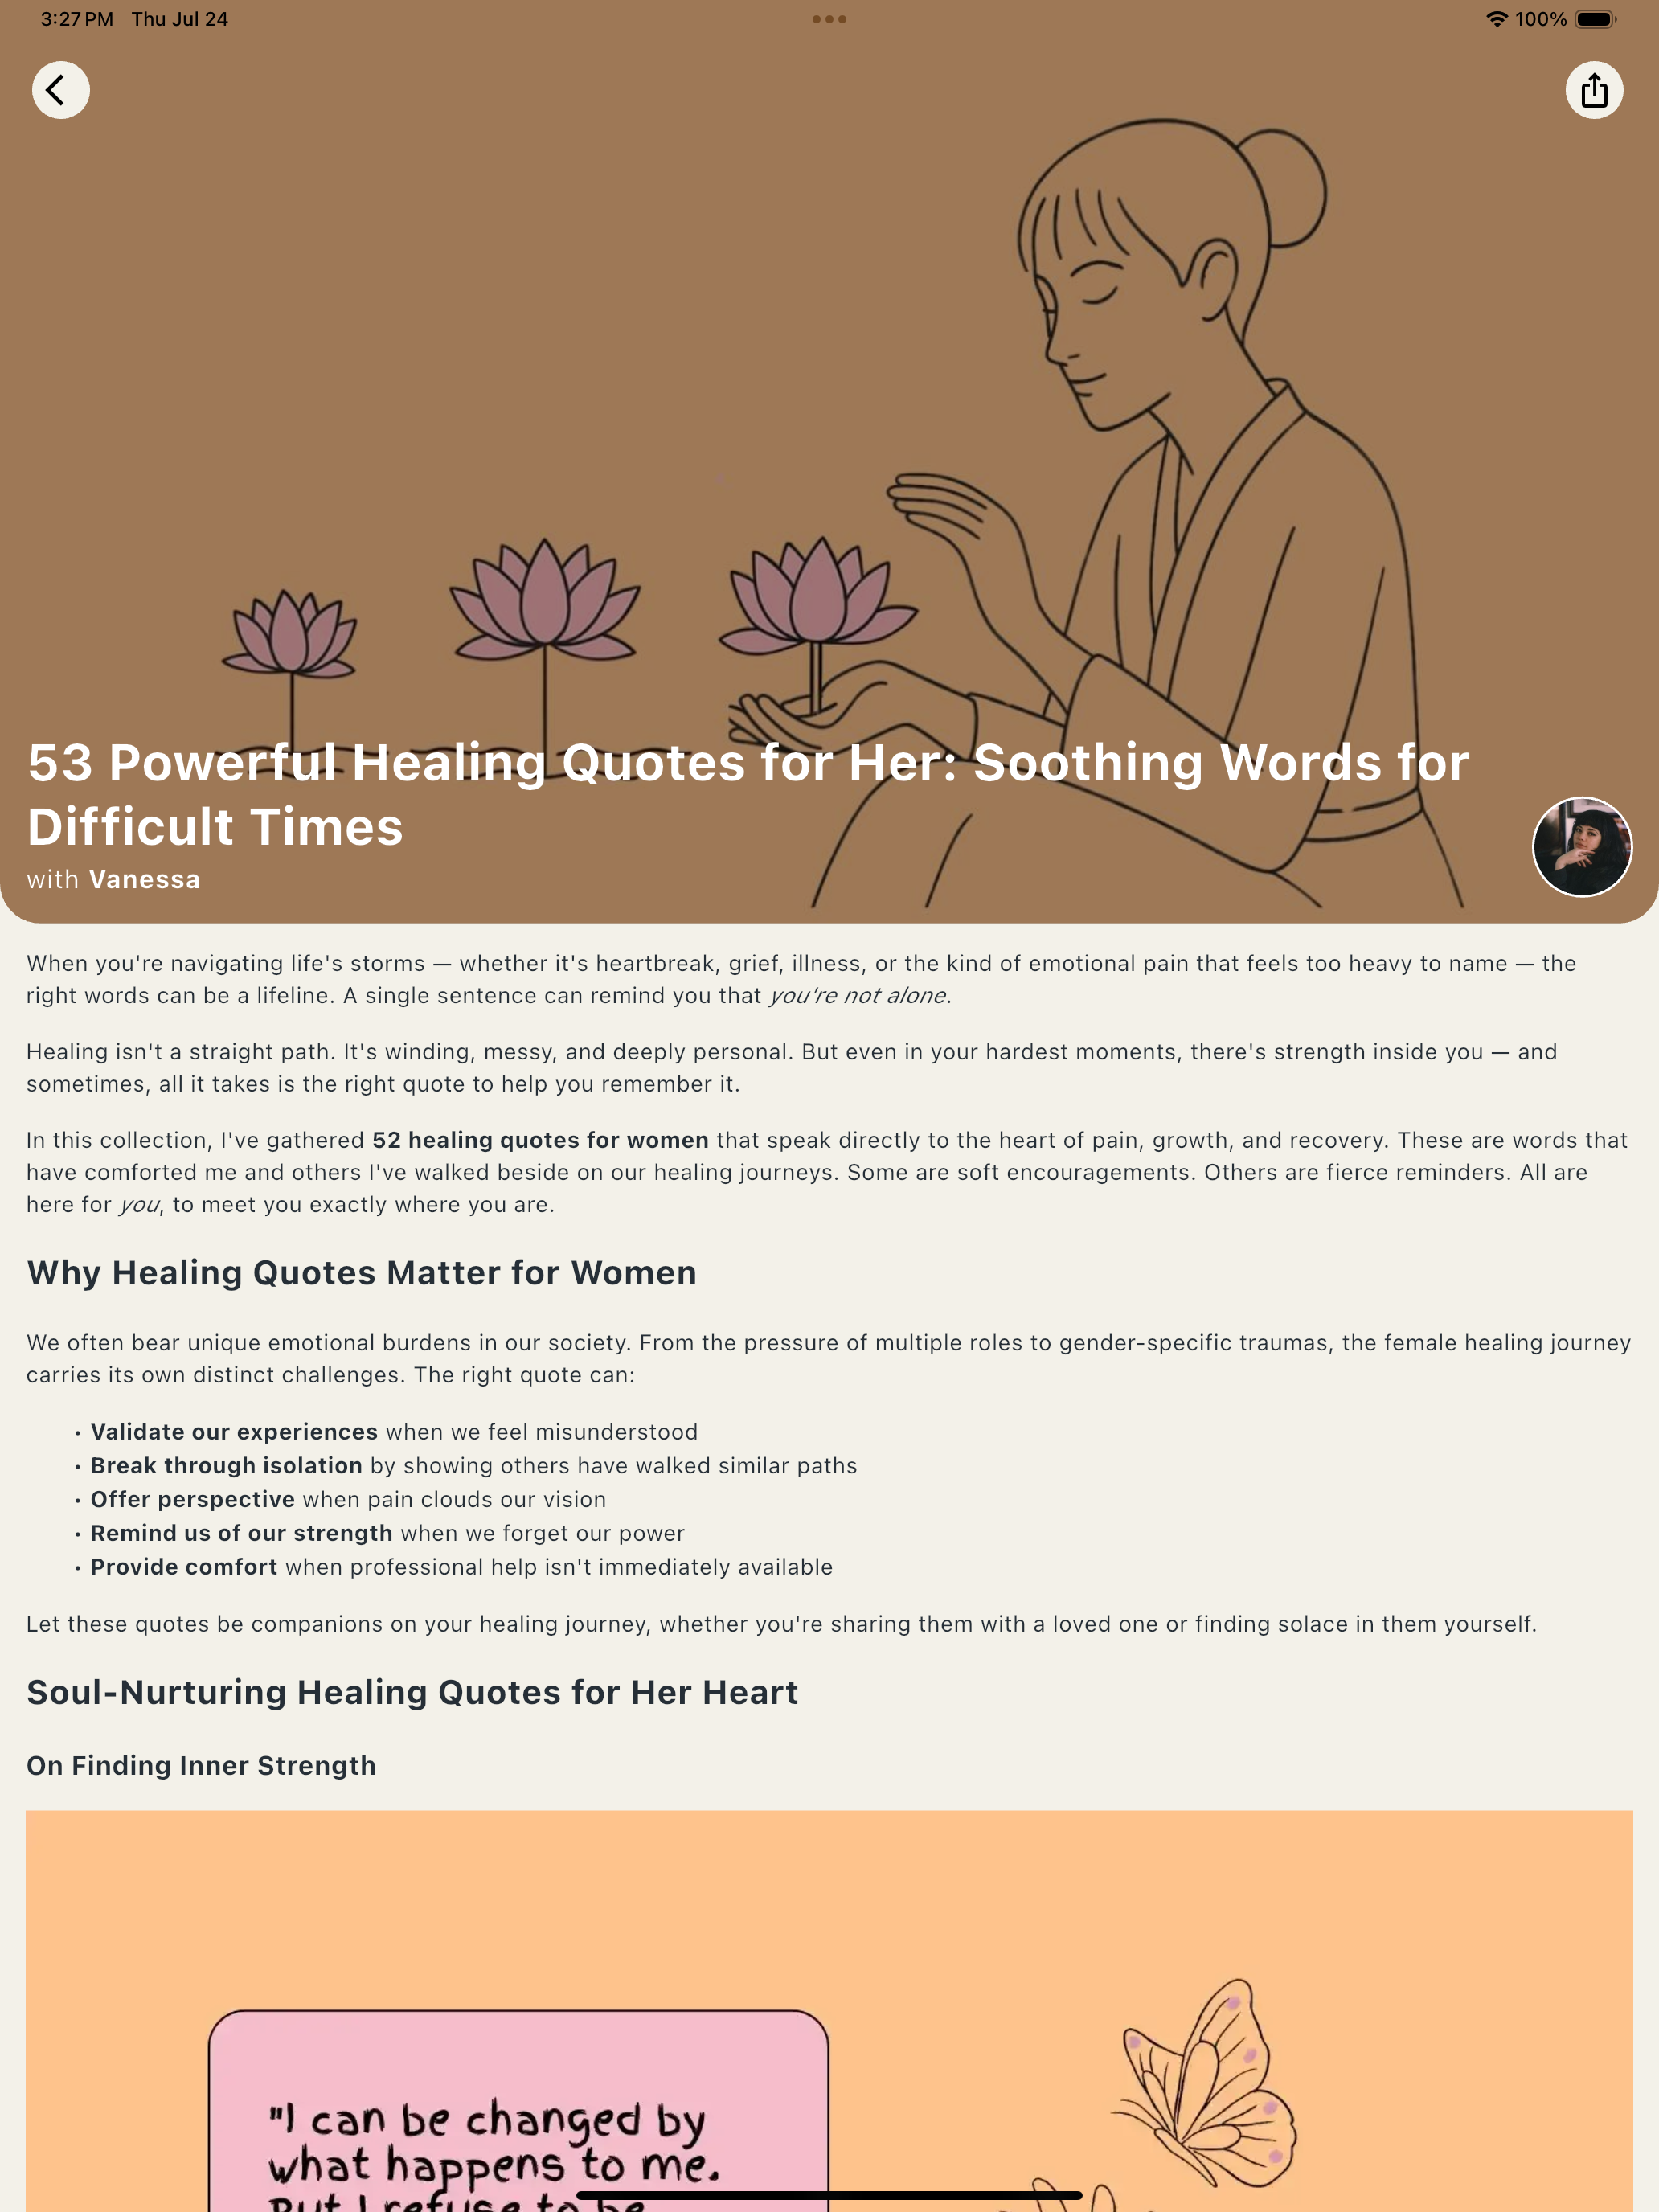 3:27 PM Thu Jul 24
100%
53 Powerful Healing Quotes for Her: Soothing Words for
Difficult Times
with Vanessa
When you're navigating life's storms — whether it's heartbreak, grief, illness, or the kind of emotional pain that feels too heavy to name — the
right words can be a lifeline. A single sentence can remind you that you're not alone.
Healing isn't a straight path. It's winding, messy, and deeply personal. But even in your hardest moments, there's strength inside you — and
sometimes, all it takes is the right quote to help you remember it.
In this collection, I've gathered 52 healing quotes for women that speak directly to the heart of pain, growth, and recovery. These are words that
have comforted me and others I've walked beside on our healing journeys. Some are soft encouragements. Others are fierce reminders. All are
here for you, to meet you exactly where you are.
Why Healing Quotes Matter for Women
We often bear unique emotional burdens in our society. From the pressure of multiple roles to gender-specific traumas, the female healing journey
carries its own distinct challenges. The right quote can:
• Validate our experiences when we feel misunderstood
• Break through isolation by showing others have walked similar paths
• Offer perspective when pain clouds our vision
• Remind us of our strength when we forget our power
• Provide comfort when professional help isn't immediately available
Let these quotes be companions on your healing journey, whether you're sharing them with a loved one or finding solace in them yourself.
Soul-Nurturing Healing Quotes for Her Heart
On Finding Inner Strength
"I can be changed by
what happens to me.
But I refuse to be